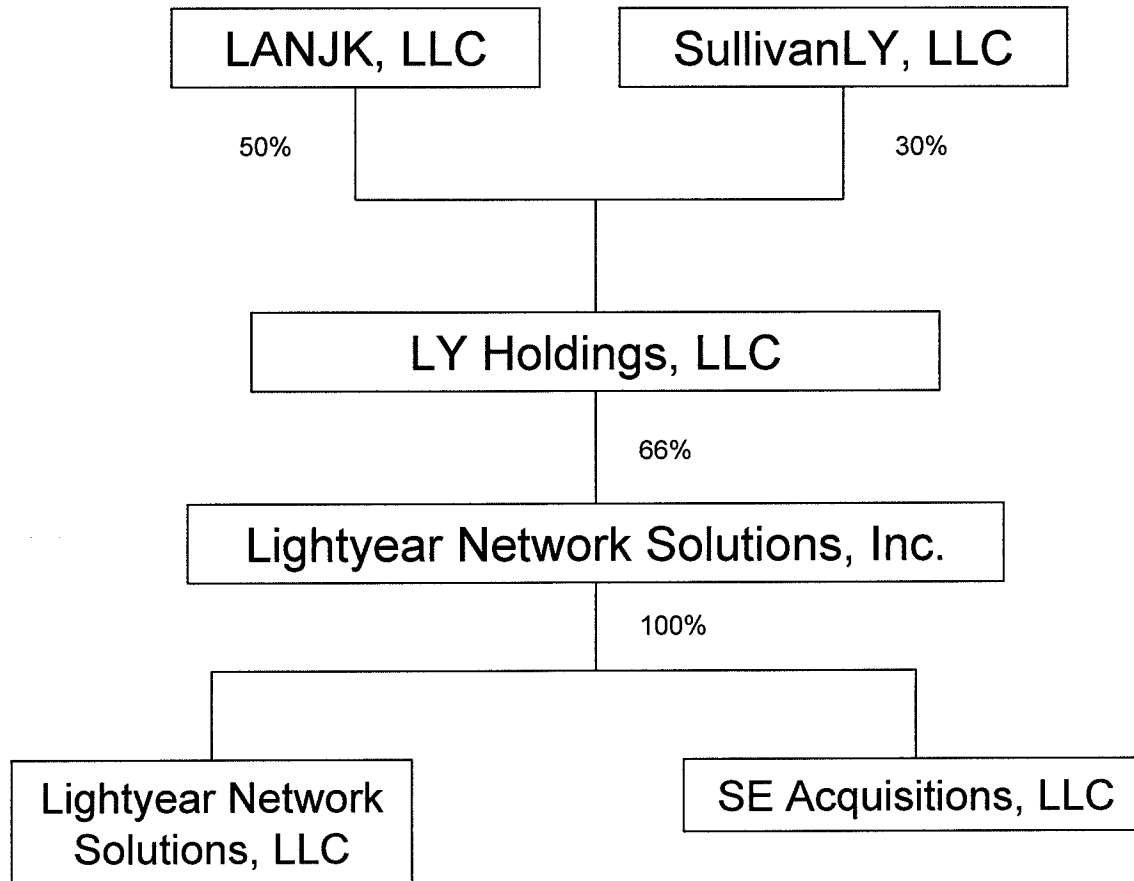 LANJK, LLC
SullivanLY, LLC
50%
30%
LY Holdings, LLC
66%
Lightyear Network Solutions, Inc.
100%
Lightyear Network
Solutions, LLC
SE Acquisitions, LLC